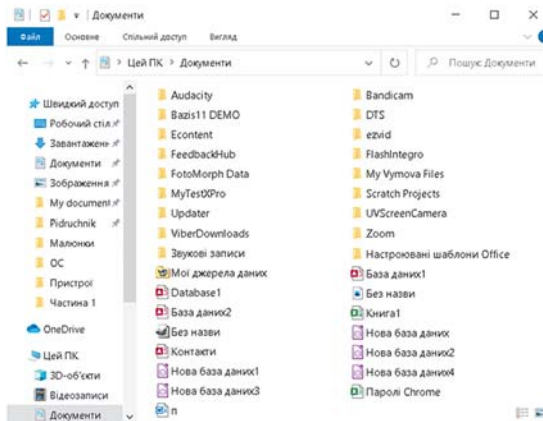 Документи
Файл Основне Спільний доступ Вигляд
Цей ПК > Документи Пошук: Документи
Швидкий доступ
Робочий стіл
Завантажен
Документи
Зображення
My document
Pidruchnik
Малюнки
ОС
Пристрої
Частина 1
OneDrive
Цей ПК
3D-об'єкти
Відеозаписи
Документи
Audacity
Bazis11 DEMO
Econtent
FeedbackHub
FotoMorph Data
MyTestXPro
Updater
ViberDownloads
Звукові записи
Мої джерела даних
Database1
База даних2
Без назви
Контакти
Нова база даних1
Нова база даних3
п
Bandicam
DTS
ezvid
FlashIntegro
My Vymova Files
Scratch Projects
UVScreenCamera
Zoom
Настроювані шаблони Office
База даних1
Без назви
Книга1
Нова база даних
Нова база даних2
Нова база даних4
Паролі Chrome